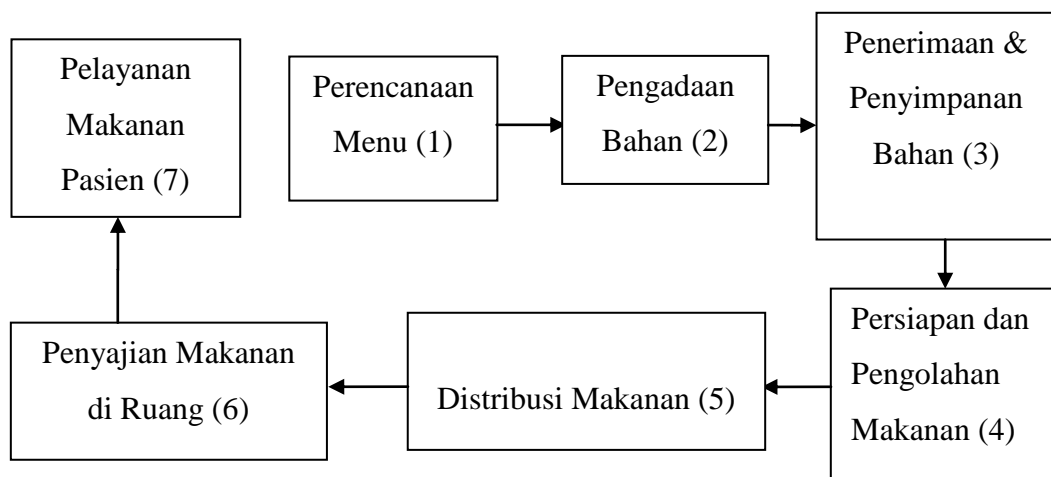 Pelayanan
Makanan
Pasien (7)
Perencanaan
Menu (1)
Pengadaan
Bahan (2)
Penerimaan &
Penyimpanan
Bahan (3)
Persiapan dan
Pengolahan
Makanan (4)
Distribusi Makanan (5)
Penyajian Makanan
di Ruang (6)